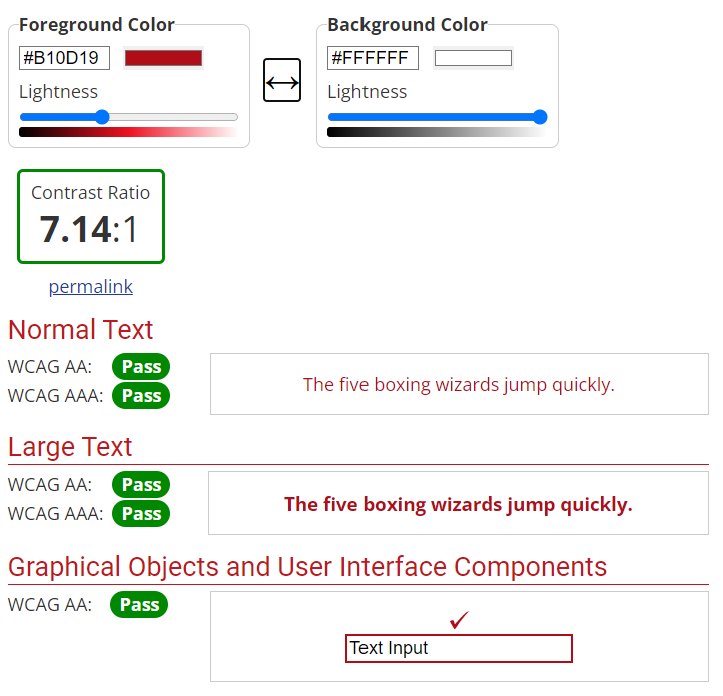 Foreground Color
#B10D19
Lightness
Background Color
#FFFFFF
Lightness
Contrast Ratio
7.14:1
permalink
Normal Text
WCAG AA: Pass
WCAG AAA: Pass
The five boxing wizards jump quickly.
Large Text
WCAG AA: Pass
WCAG AAA: Pass
The five boxing wizards jump quickly.
Graphical Objects and User Interface Components
WCAG AA: Pass
✓
Text Input